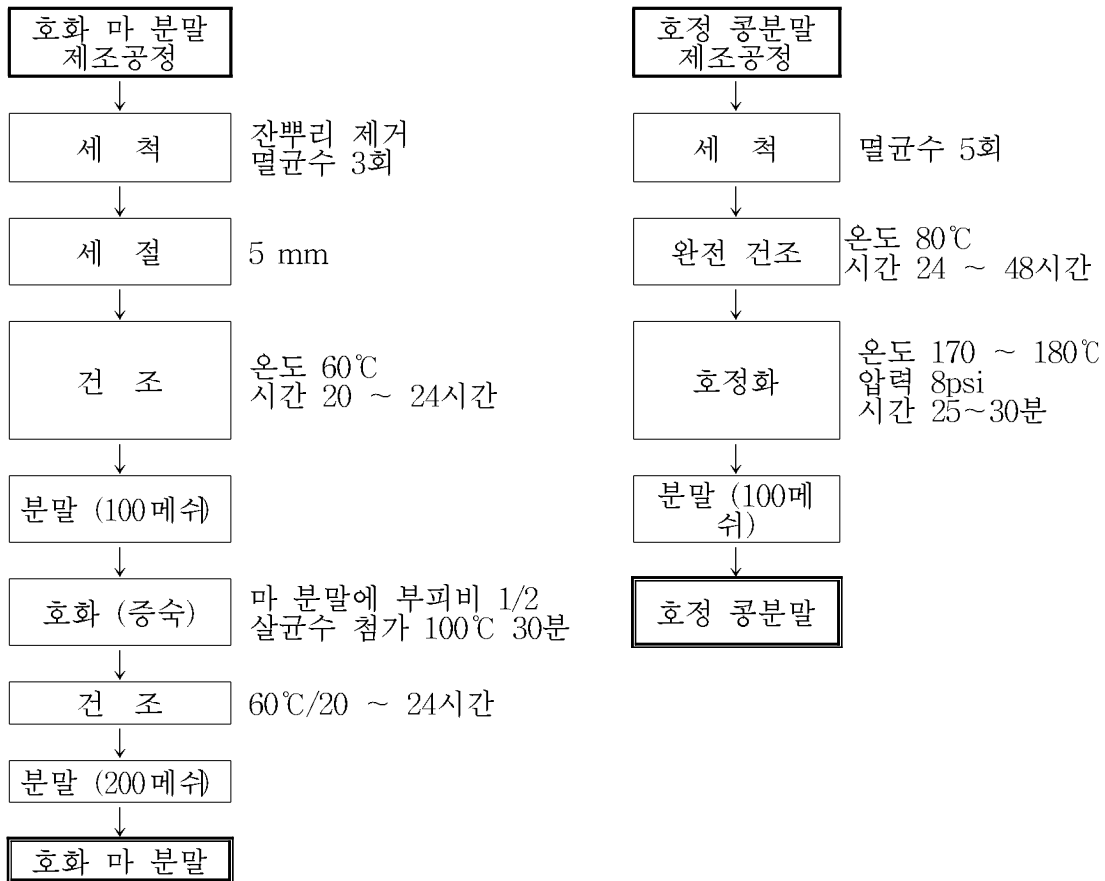 호화 마 분말
제조공정
세 척
잔뿌리 제거
멸균수 3회
세 절
5 mm
건 조
온도 60℃
시간 20 ~ 24시간
분말 (100메쉬)
호화 (증숙)
마 분말에 부피비 1/2
살균수 첨가 100℃ 30분
건 조
60℃/20 ~ 24시간
분말 (200메쉬)
호화 마 분말
호정 콩분말
제조공정
세 척
멸균수 5회
완전 건조
온도 80℃
시간 24 ~ 48시간
호정화
온도 170 ~ 180℃
압력 8psi
시간 25~30분
분말 (100메
쉬)
호정 콩분말